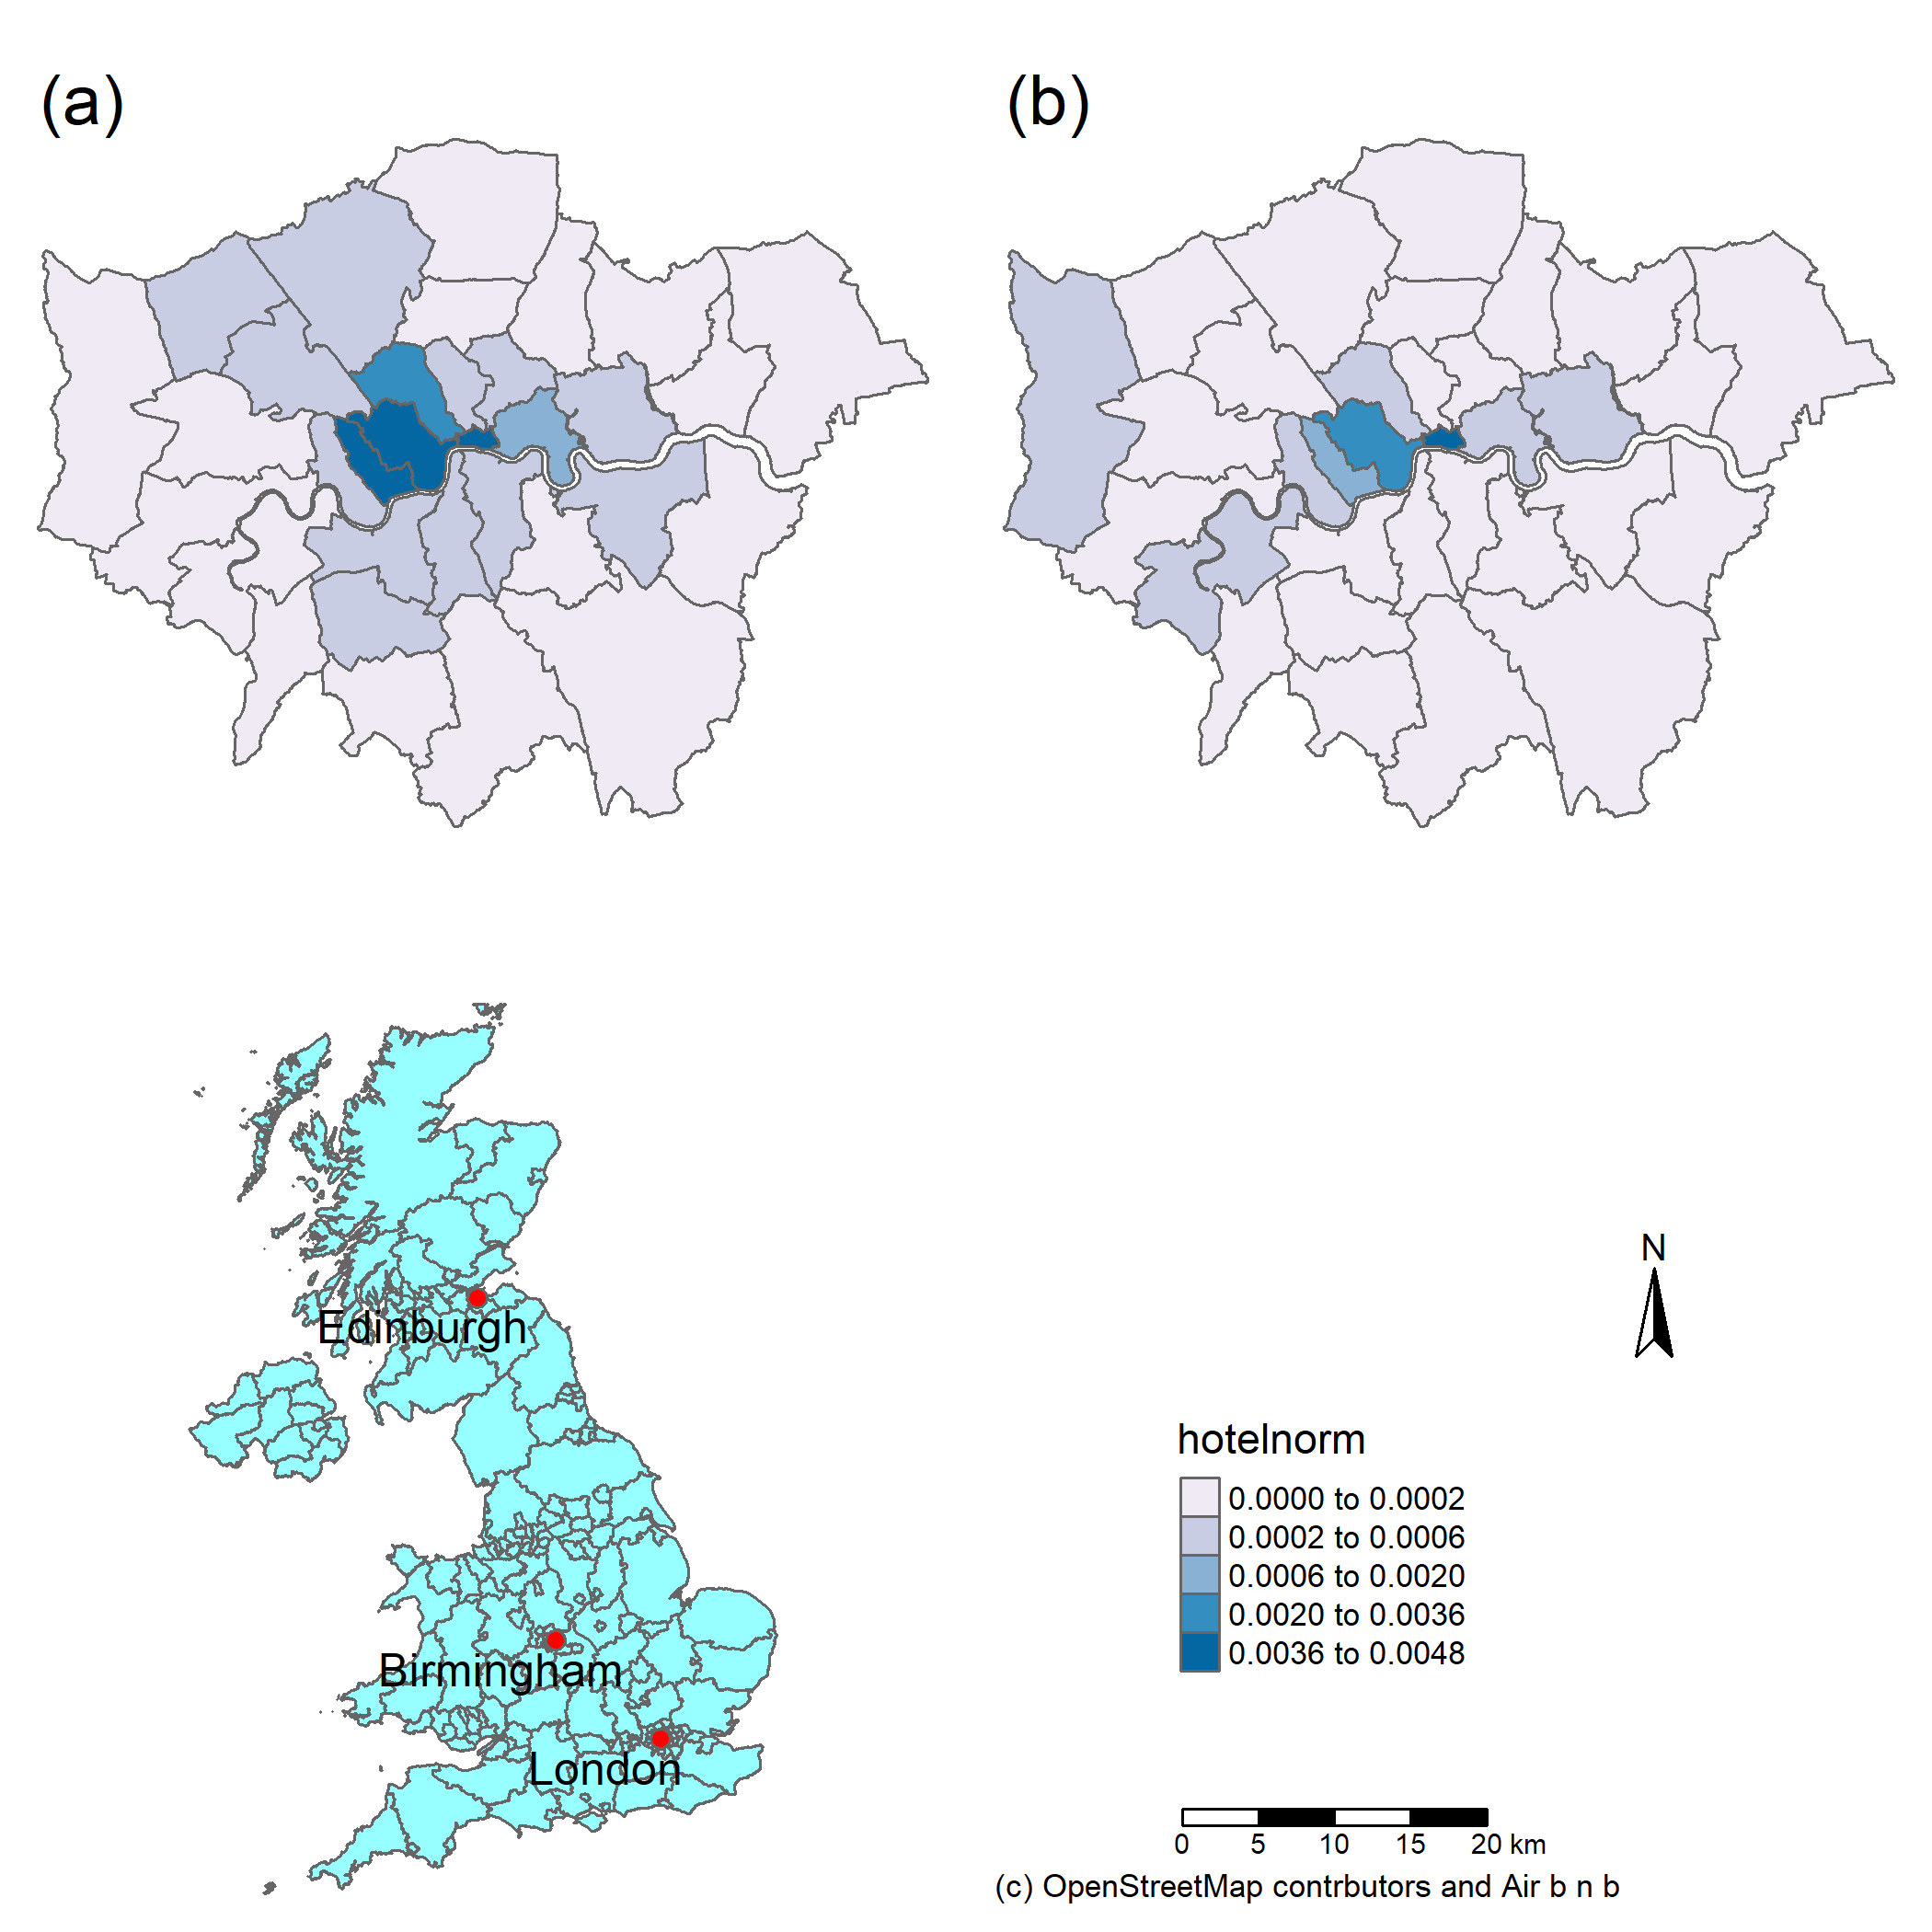 (a)
(b)
Edinburgh
Birmingham
London
N
hotelnorm
0.0000 to 0.0002
0.0002 to 0.0006
0.0006 to 0.0020
0.0020 to 0.0036
0.0036 to 0.0048
0 5 10 15 20 km
(c) OpenStreetMap contrbutors and Air b n b